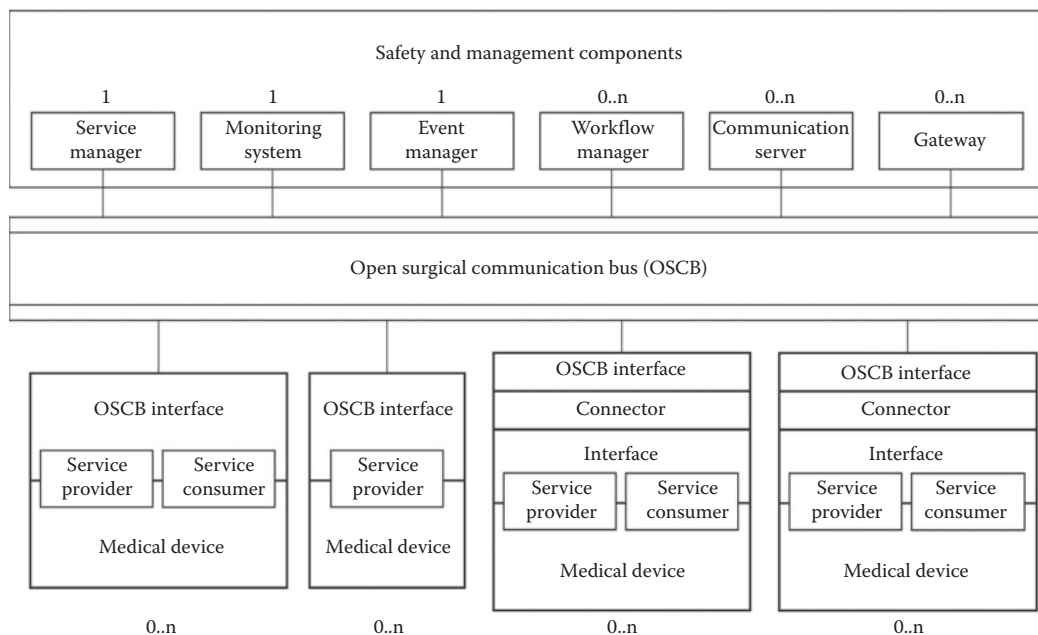 Safety and management components
1
1
1
0..n
0..n
0..n
Service
manager
Monitoring
system
Event
manager
Workflow
manager
Communication
server
Gateway
Open surgical communication bus (OSCB)
OSCB interface
Service
provider
Service
consumer
Medical device
0..n
OSCB interface
Service
provider
Medical device
0..n
OSCB interface
Connector
Interface
Service
provider
Service
consumer
Medical device
0..n
OSCB interface
Connector
Interface
Service
provider
Service
consumer
Medical device
0..n